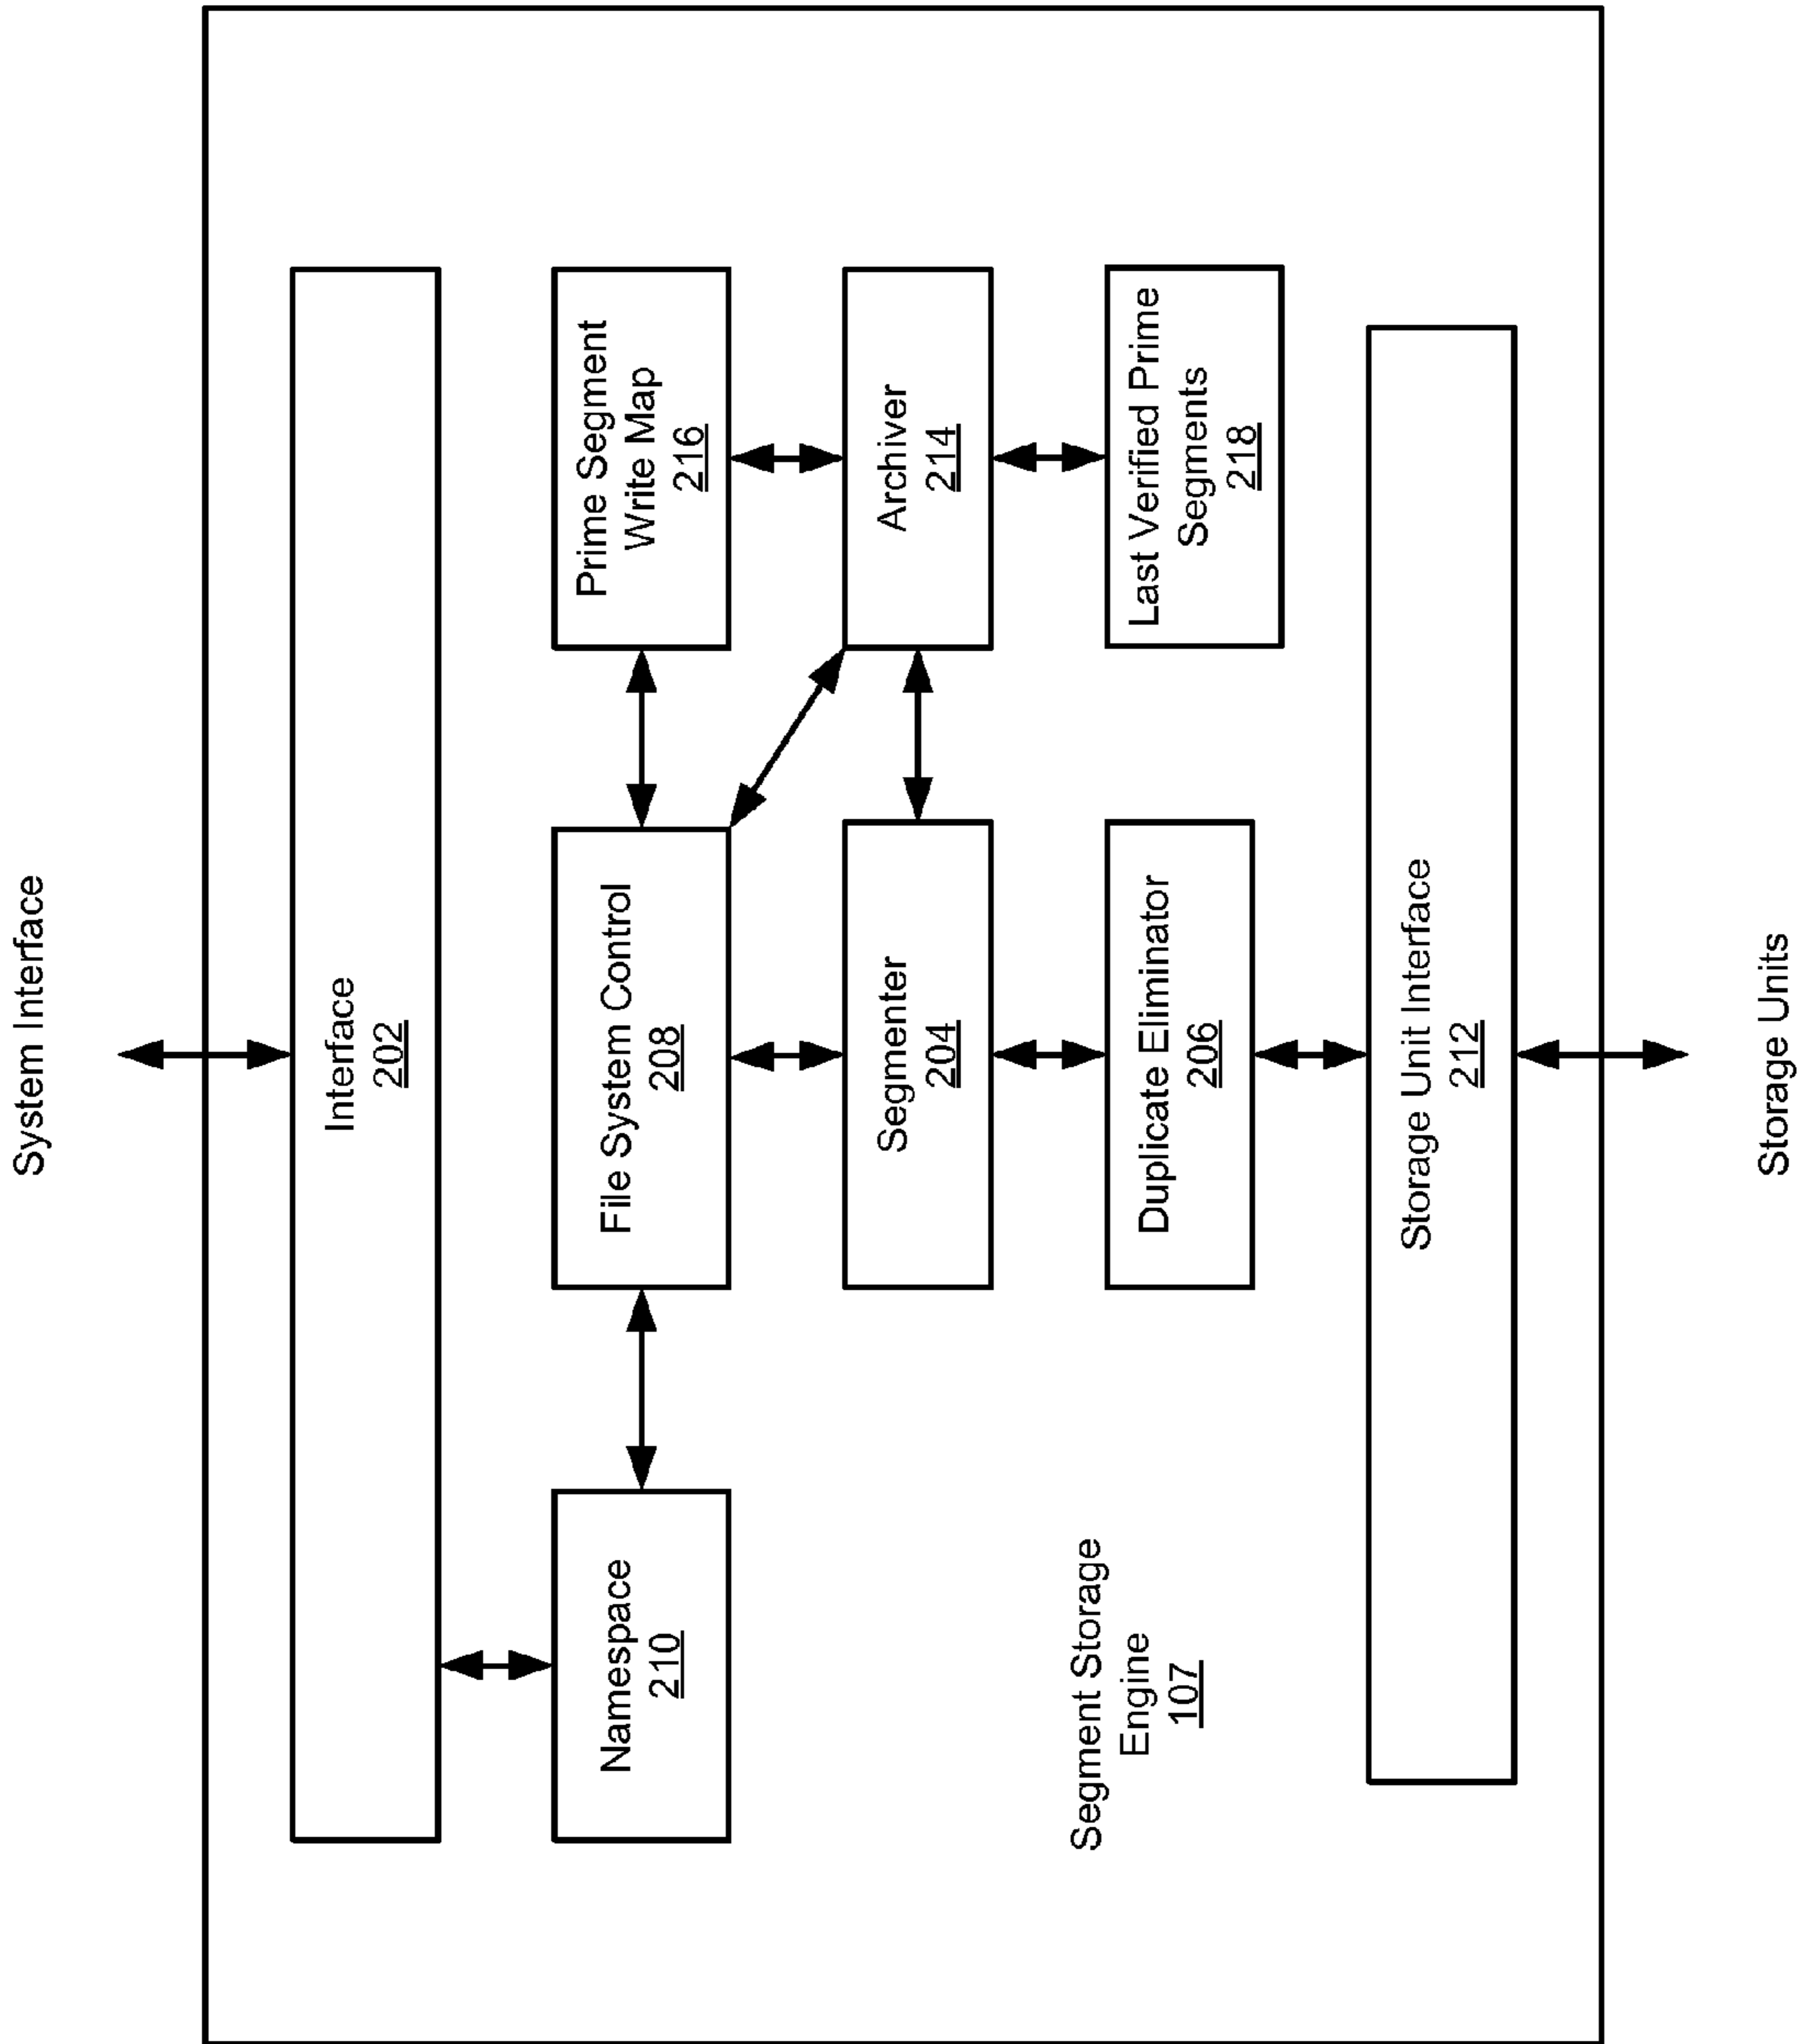 System Interface
Interface
202
Namespace
210
File System Control
208
Prime Segment
Write Map
216
Segmenter
204
Archiver
214
Segment Storage
Engine
107
Duplicate Eliminator
206
Last Verified Prime
Segments
218
Storage Unit Interface
212
Storage Units